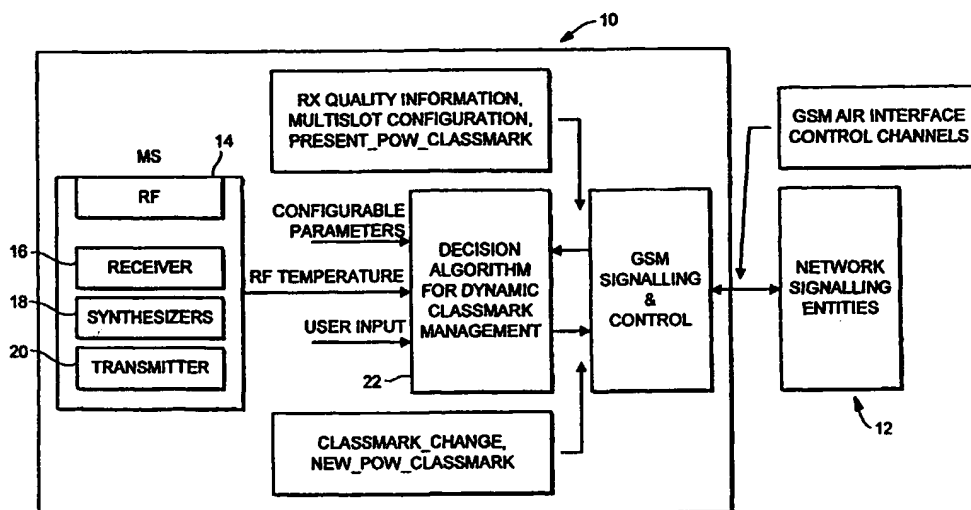 10
RX QUALITY INFORMATION,
MULTISLOT CONFIGURATION,
PRESENT_POW_CLASSMARK
GSM AIR INTERFACE
CONTROL CHANNELS
MS
14
RF
16
RECEIVER
18
SYNTHESIZERS
20
TRANSMITTER
CONFIGURABLE
PARAMETERS
RF TEMPERATURE
USER INPUT
DECISION
ALGORITHM
FOR DYNAMIC
CLASSMARK
MANAGEMENT
22
GSM
SIGNALLING
&
CONTROL
NETWORK
SIGNALLING
ENTITIES
12
CLASSMARK_CHANGE,
NEW_POW_CLASSMARK